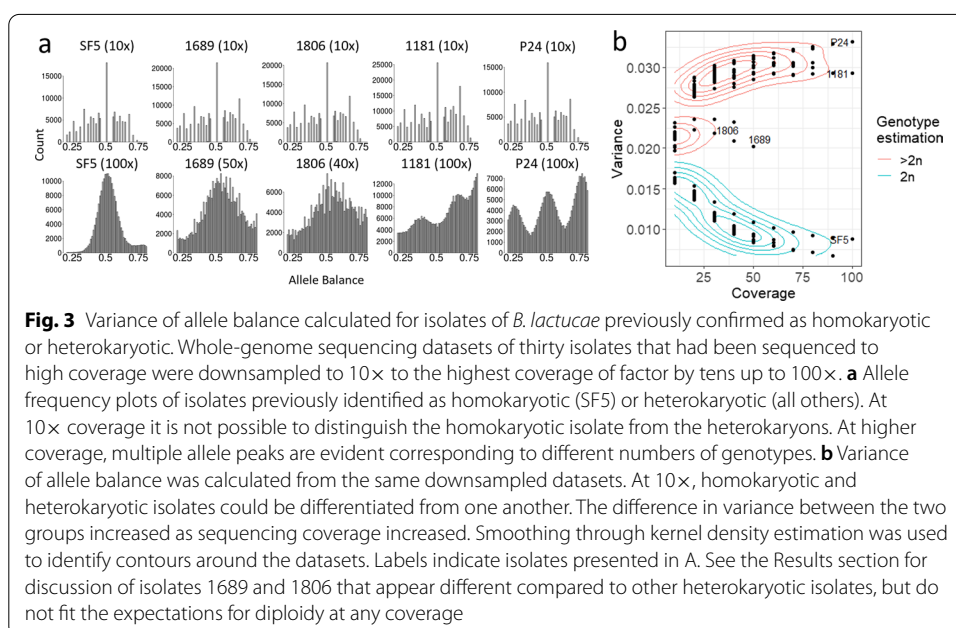 a
SF5 (10x) 1689 (10x) 1806 (10x) 1181 (10x) P24 (10x)
Count
15000 10000 5000 0
20000 15000 10000 5000 0
20000 15000 10000 5000 0
25000 20000 15000 10000 5000 0
15000 10000 5000 0
0.25 0.5 0.75 0.25 0.5 0.75 0.25 0.5 0.75 0.25 0.5 0.75 0.25 0.5 0.75
SF5 (100x) 1689 (50x) 1806 (40x) 1181 (100x) P24 (100x)
10000 8000 6000 4000 2000 0
8000 6000 4000 2000 0
8000 6000 4000 2000 0
12000 10000 8000 6000 4000 2000 0
7000 6000 5000 4000 3000 2000 1000 0
0.25 0.5 0.75 0.25 0.5 0.75 0.25 0.5 0.75 0.25 0.5 0.75 0.25 0.5 0.75
Allele Balance
b
Variance
0.030
0.025
0.020
0.015
0.010
P24
1181
1806
1689
SF5
25 50 75 100
Coverage
Genotype
estimation
>2n
2n
Fig. 3 Variance of allele balance calculated for isolates of B. lactucae previously confirmed as homokaryotic
or heterokaryotic. Whole-genome sequencing datasets of thirty isolates that had been sequenced to
high coverage were downsampled to 10× to the highest coverage of factor by tens up to 100×. a Allele
frequency plots of isolates previously identified as homokaryotic (SF5) or heterokaryotic (all others). At
10× coverage it is not possible to distinguish the homokaryotic isolate from the heterokaryons. At higher
coverage, multiple allele peaks are evident corresponding to different numbers of genotypes. b Variance
of allele balance was calculated from the same downsampled datasets. At 10×, homokaryotic and
heterokaryotic isolates could be differentiated from one another. The difference in variance between the two
groups increased as sequencing coverage increased. Smoothing through kernel density estimation was used
to identify contours around the datasets. Labels indicate isolates presented in A. See the Results section for
discussion of isolates 1689 and 1806 that appear different compared to other heterokaryotic isolates, but do
not fit the expectations for diploidy at any coverage